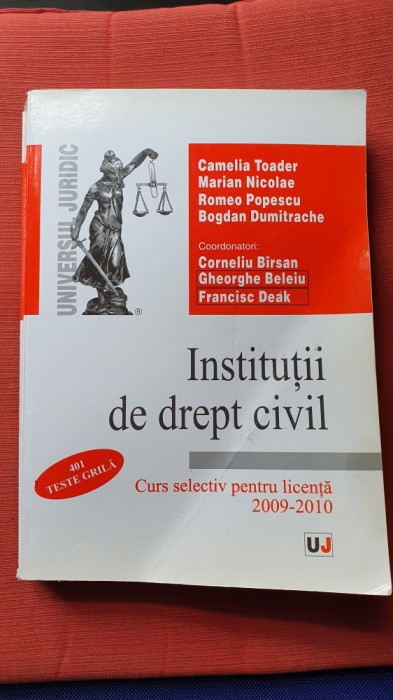 UNIVERSUL JURIDIC
®
Camelia Toader
Marian Nicolae
Romeo Popescu
Bogdan Dumitrache
Coordonatori:
Corneliu Bîrsan
Gheorghe Beleiu
Francisc Deak
Instituții
de drept civil
401
TESTE GRILĂ
Curs selectiv pentru licență
2009-2010
UJ